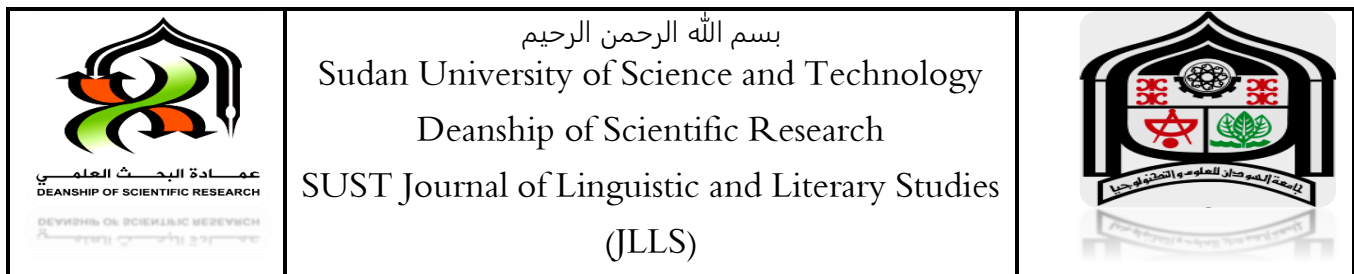 عمـــادة البحـــث العلمـــي
DEANSHIP OF SCIENTIFIC RESEARCH
بسم الله الرحمن الرحيم
Sudan University of Science and Technology
Deanship of Scientific Research
SUST Journal of Linguistic and Literary Studies
(JLLS)
جامعة السودان للعلوم و التكنولوجيا